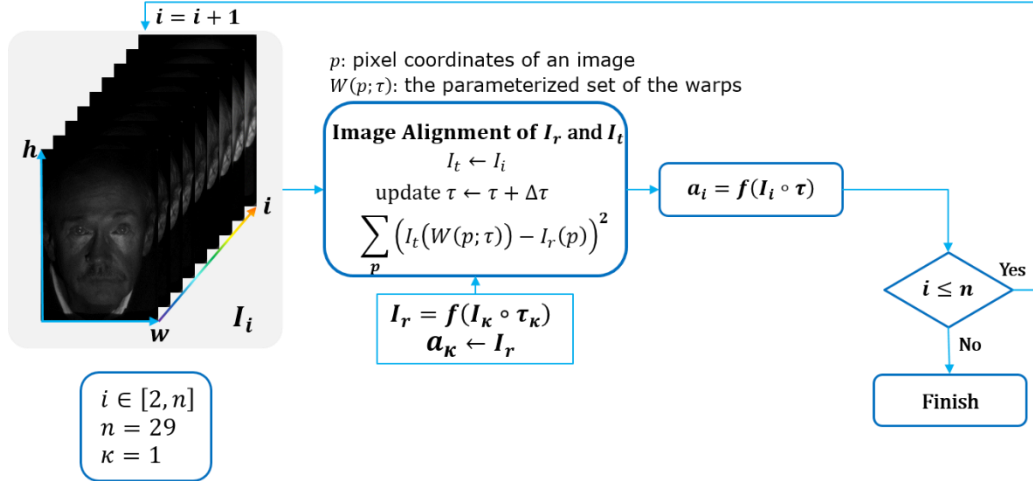 i = i + 1
p: pixel coordinates of an image
W(p; τ): the parameterized set of the warps
h
i
w
I_i
Image Alignment of I_r and I_t
I_t ← I_i
update τ ← τ + Δτ
∑_p (I_t(W(p; τ)) − I_r(p))^2
I_r = f(I_κ ∘ τ_κ)
a_κ ← I_r
a_i = f(I_i ∘ τ)
i ≤ n
Yes
No
Finish
i ∈ [2, n]
n = 29
κ = 1